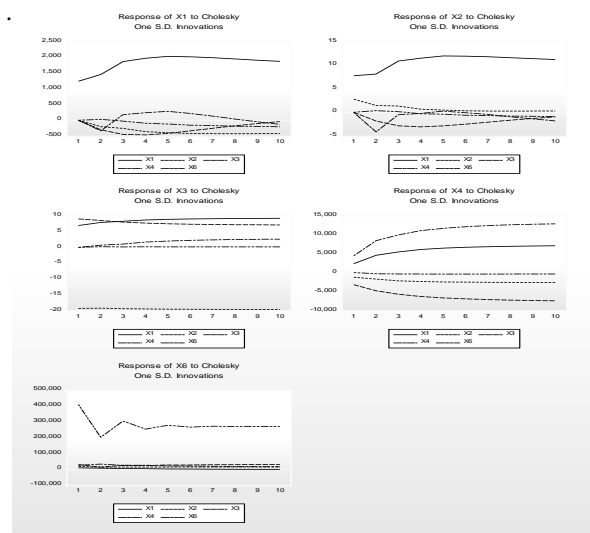 Response of X1 to Cholesky
One S.D. Innovations
2,500
2,000
1,500
1,000
500
0
-500
1 2 3 4 5 6 7 8 9 10
X1 X2 X3
X4 X6
Response of X2 to Cholesky
One S.D. Innovations
15
10
5
0
-5
1 2 3 4 5 6 7 8 9 10
X1 X2 X3
X4 X6
Response of X3 to Cholesky
One S.D. Innovations
10
5
0
-5
-10
-15
-20
1 2 3 4 5 6 7 8 9 10
X1 X2 X3
X4 X6
Response of X4 to Cholesky
One S.D. Innovations
15,000
10,000
5,000
0
-5,000
-10,000
1 2 3 4 5 6 7 8 9 10
X1 X2 X3
X4 X6
Response of X6 to Cholesky
One S.D. Innovations
500,000
400,000
300,000
200,000
100,000
0
-100,000
1 2 3 4 5 6 7 8 9 10
X1 X2 X3
X4 X6